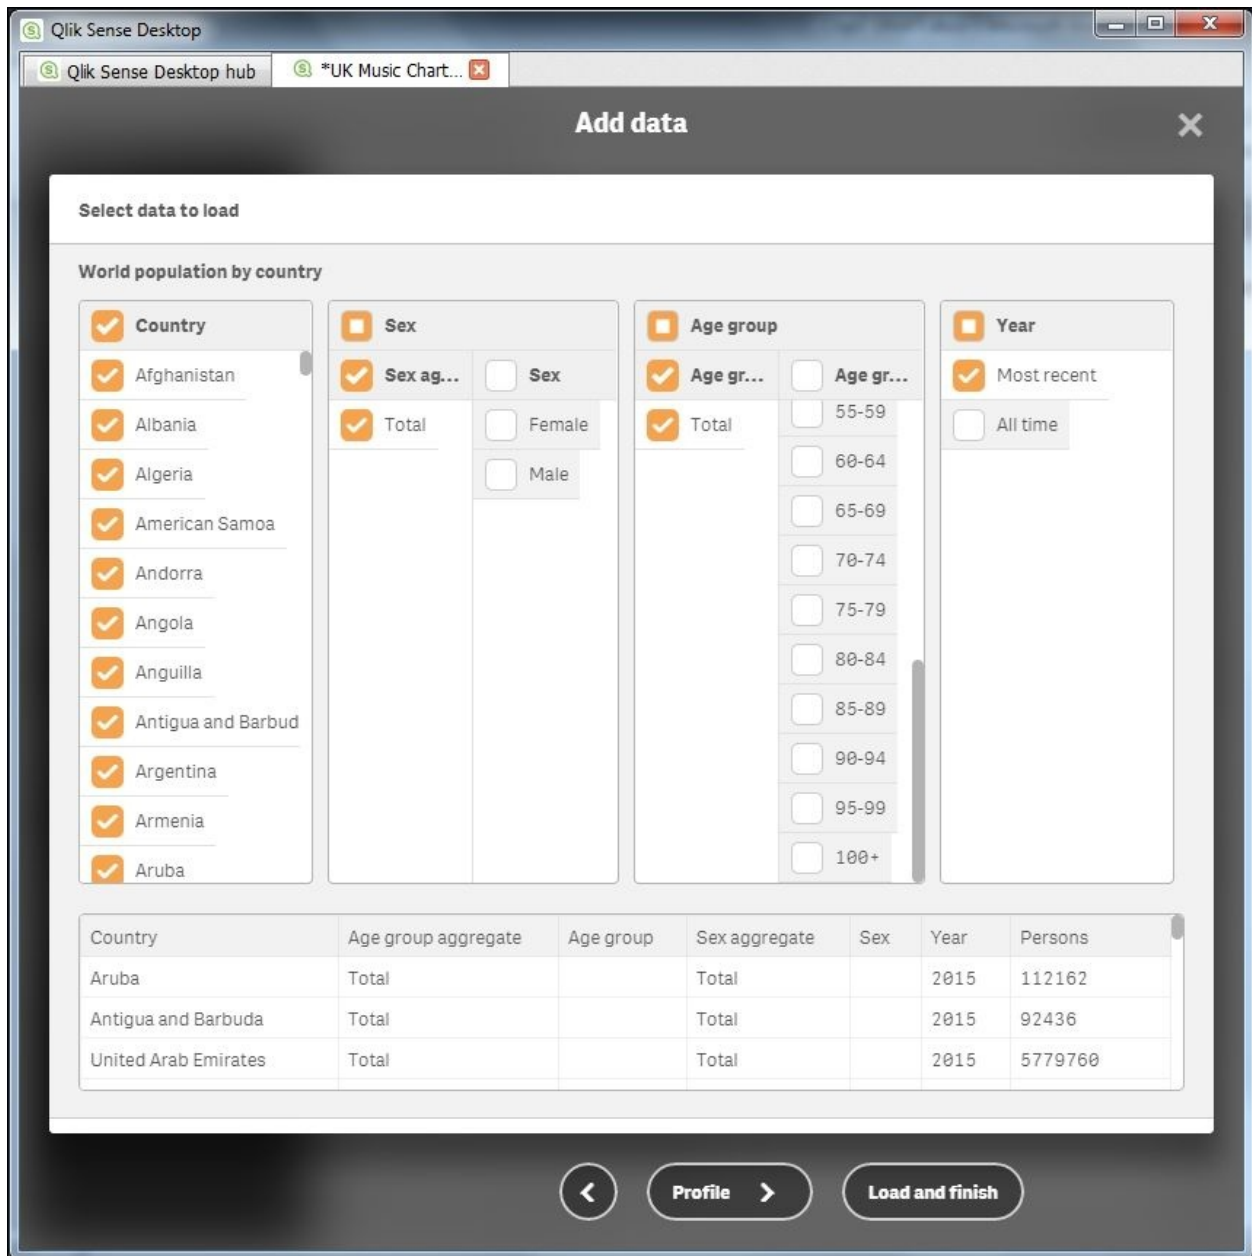 Qlik Sense Desktop
Qlik Sense Desktop hub
*UK Music Chart...
Add data
Select data to load
World population by country
Country
Sex
Age group
Year
Afghanistan
Sex ag...
Sex
Age gr...
Age gr...
Most recent
Albania
Total
Female
Total
55-59
All time
Algeria
Male
60-64
American Samoa
65-69
Andorra
70-74
Angola
75-79
Anguilla
80-84
Antigua and Barbud
85-89
Argentina
90-94
Armenia
95-99
Aruba
100+
Country Age group aggregate Age group Sex aggregate Sex Year Persons
Aruba Total Total 2015 112162
Antigua and Barbuda Total Total 2015 92436
United Arab Emirates Total Total 2015 5779760
Profile
Load and finish